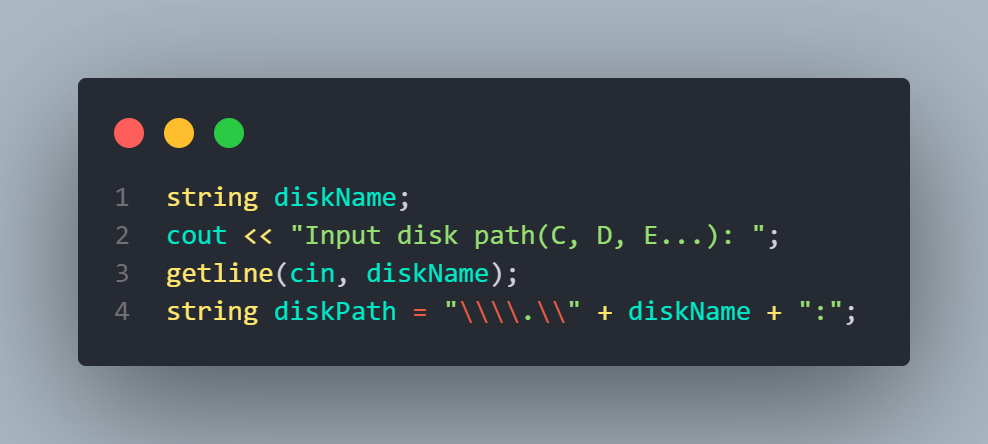 1 string diskName;
2 cout << "Input disk path(C, D, E...): ";
3 getline(cin, diskName);
4 string diskPath = "\\\\.\\" + diskName + ":";